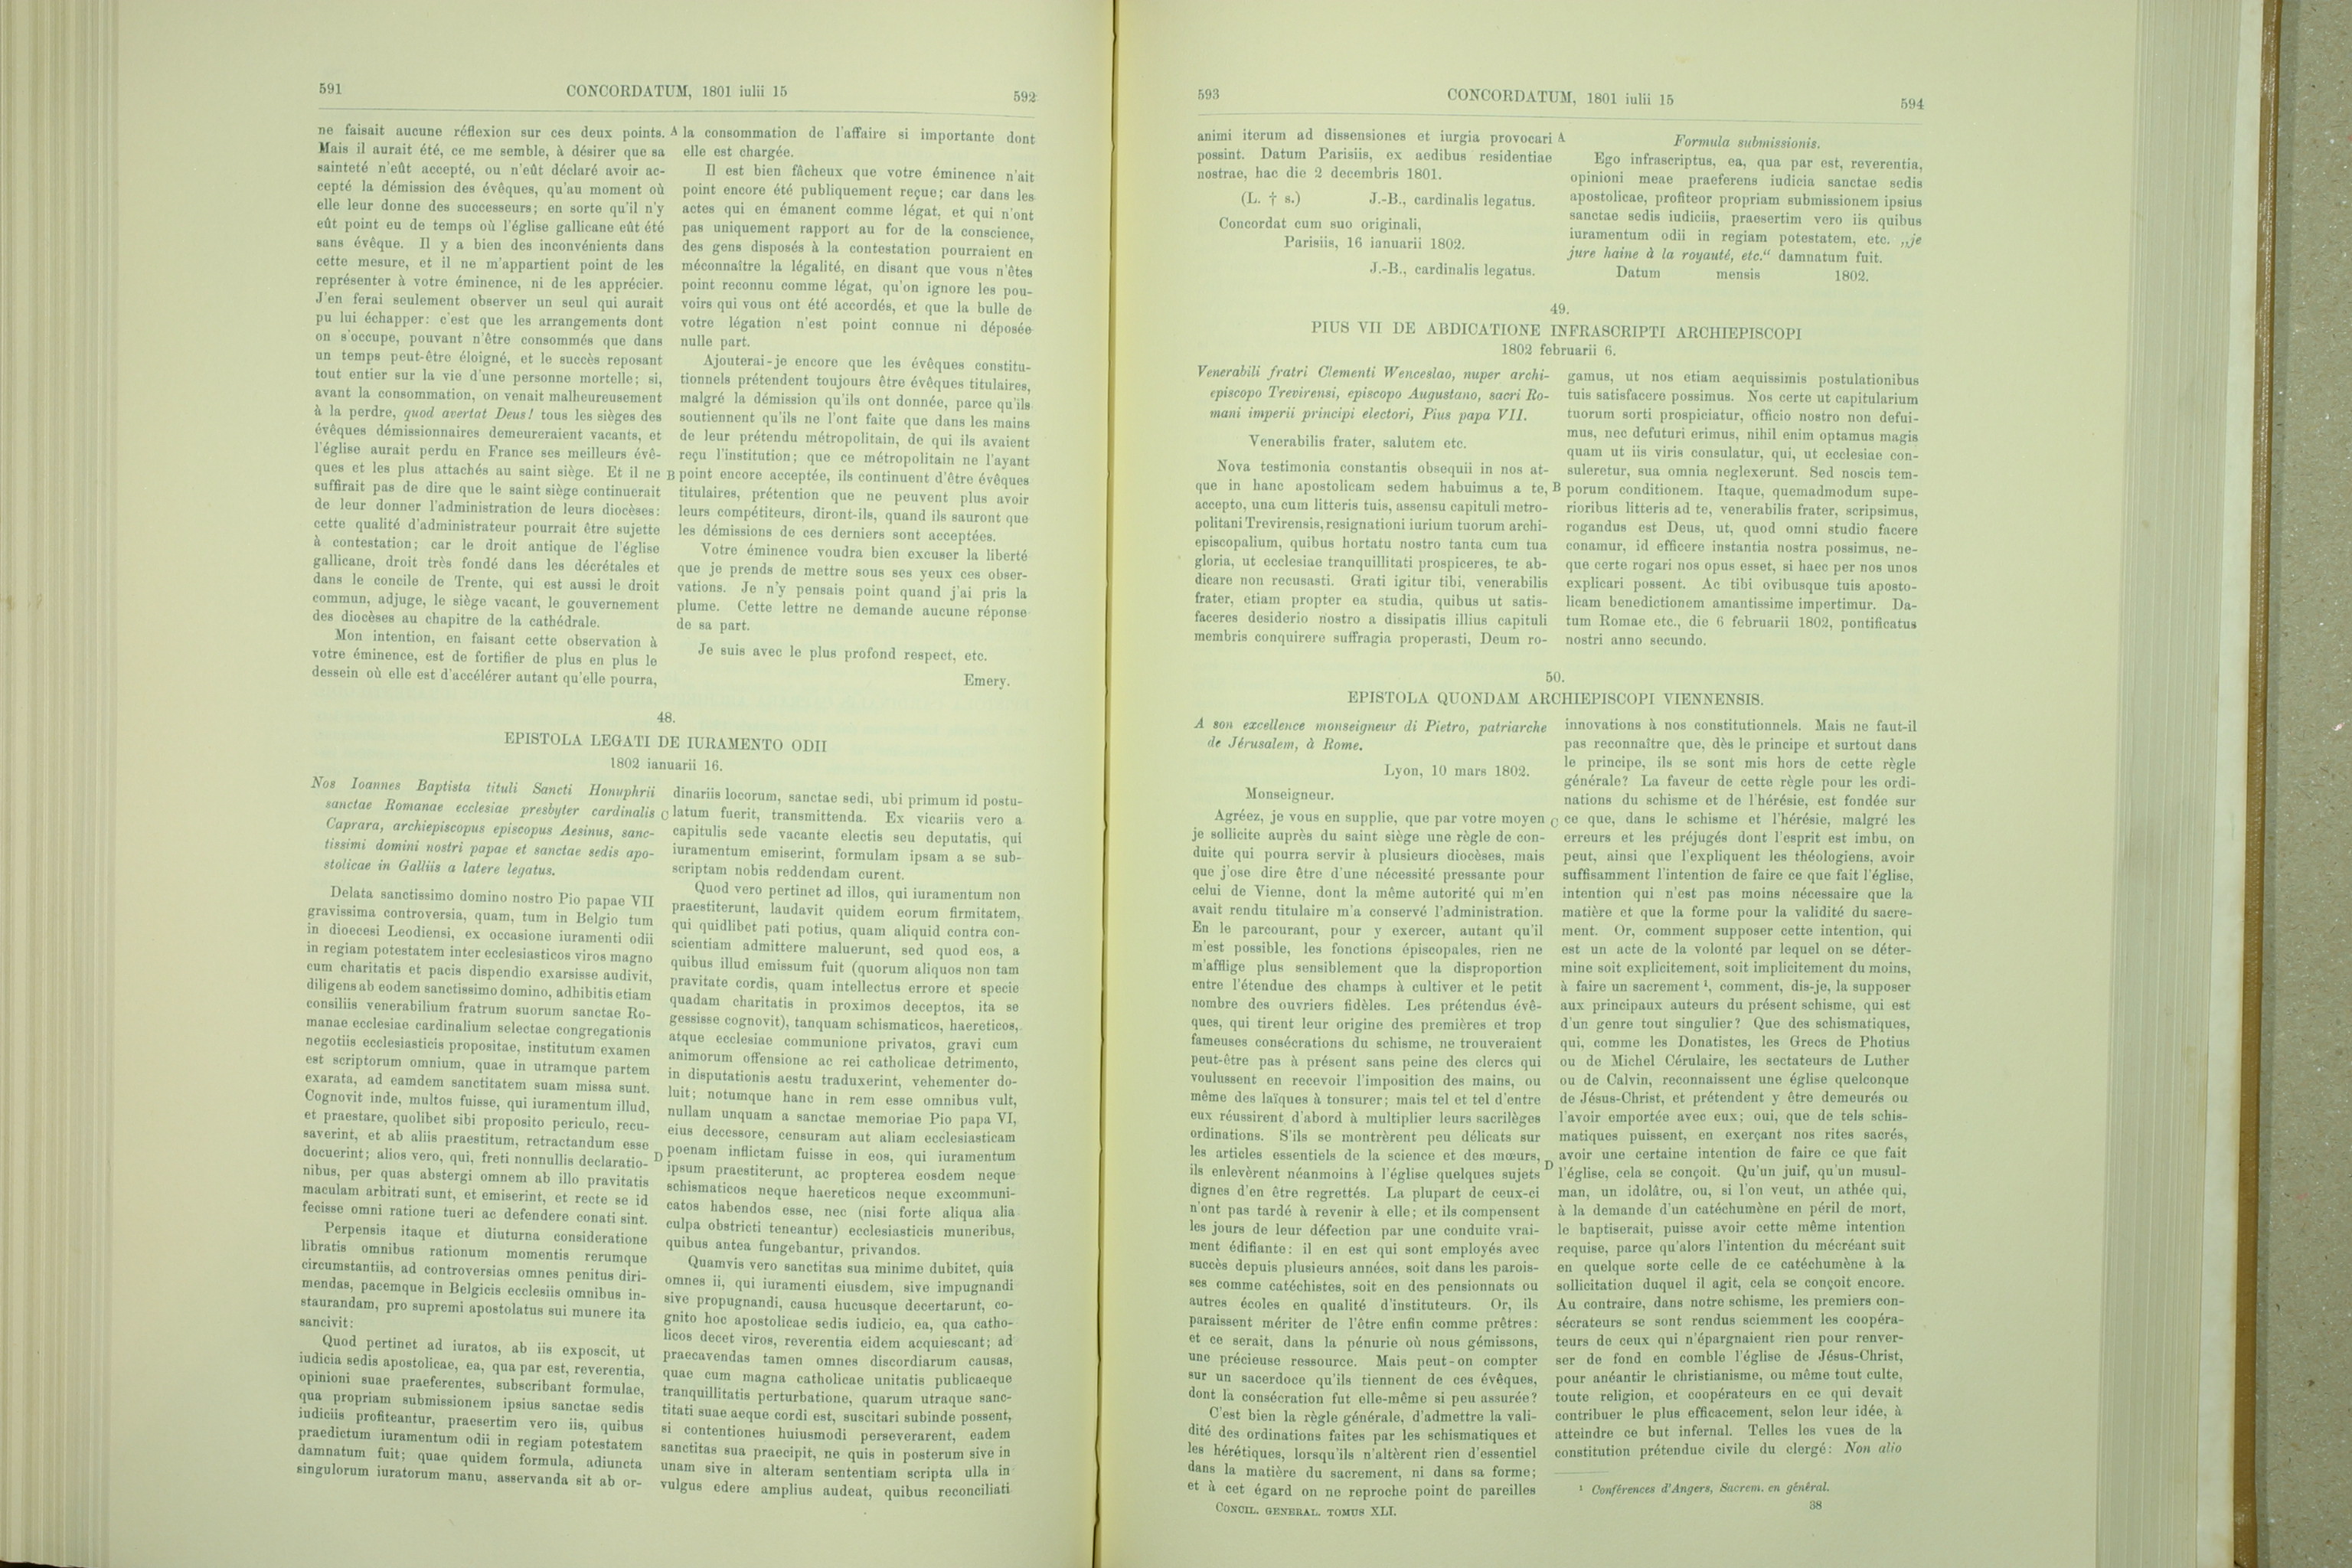 591
CONCORDATUM, 1801 iulii 15
592
ne faisait aucune réflexion sur ces deux points.
Mais il aurait été, ce me semble, à désirer que sa
sainteté n'eût accepté, ou n'eût déclaré avoir ac-
cepté la démission des évêques, qu'au moment où
elle leur donne des successeurs; en sorte qu'il n'y
eût point eu de temps où l'église gallicane eût été
sans évêque. Il y a bien des inconvénients dans
cette mesure, et il ne m'appartient point de les
représenter à votre éminence, ni de les apprécier.
J'en ferai seulement observer un seul qui aurait
pu lui échapper: c'est que les arrangements dont
on s'occupe, pouvant n'être consommés que dans
un temps peut-être éloigné, et le succès reposant
tout entier sur la vie d'une personne mortelle; si,
avant la consommation, on venait malheureusement
à la perdre, quod avertat Deus! tous les sièges des
évêques démissionnaires demeureraient vacants, et
l'église aurait perdu en France ses meilleurs évê-
ques et les plus attachés au saint siège. Et il ne
suffirait pas de dire que le saint siège continuerait
de leur donner l'administration de leurs diocèses:
cette qualité d'administrateur pourrait être sujette
à contestation; car le droit antique de l'église
gallicane, droit très fondé dans les décrétales et
dans le concile de Trente, qui est aussi le droit
commun, adjuge, le siège vacant, le gouvernement
des diocèses au chapitre de la cathédrale.
Mon intention, en faisant cette observation à
votre éminence, est de fortifier de plus en plus le
dessein où elle est d'accélérer autant qu'elle pourra,
A
B
la consommation de l'affaire si importante dont
elle est chargée.
Il est bien fâcheux que votre éminence n'ait
point encore été publiquement reçue; car dans les
actes qui en émanent comme légat, et qui n'ont
pas uniquement rapport au for de la conscience,
des gens disposés à la contestation pourraient en
méconnaître la légalité, en disant que vous n'êtes
point reconnu comme légat, qu'on ignore les pou-
voirs qui vous ont été accordés, et que la bulle de
votre légation n'est point connue ni déposée
nulle part.
Ajouterai-je encore que les évêques constitu-
tionnels prétendent toujours être évêques titulaires,
malgré la démission qu'ils ont donnée, parce qu'ils
soutiennent qu'ils ne l'ont faite que dans les mains
de leur prétendu métropolitain, de qui ils avaient
reçu l'institution; que ce métropolitain ne l'ayant
point encore acceptée, ils continuent d'être évêques
titulaires, prétention que ne peuvent plus avoir
leurs compétiteurs, diront-ils, quand ils sauront que
les démissions de ces derniers sont acceptées.
Votre éminence voudra bien excuser la liberté
que je prends de mettre sous ses yeux ces obser-
vations. Je n'y pensais point quand j'ai pris la
plume. Cette lettre ne demande aucune réponse
de sa part.
Je suis avec le plus profond respect, etc.
Emery.
48.
EPISTOLA LEGATI DE IURAMENTO ODII
1802 ianuarii 16.
Nos Ioannes Baptista tituli Sancti Honuphrii
sanctae Romanae ecclesiae presbyter cardinalis
Caprara, archiepiscopus episcopus Aesinus, sanc-
tissimi domini nostri papae et sanctae sedis apo-
stolicae in Galliis a latere legatus.
Delata sanctissimo domino nostro Pio papae VII
gravissima controversia, quam, tum in Belgio tum
in dioecesi Leodiensi, ex occasione iuramenti odii
in regiam potestatem inter ecclesiasticos viros magno
cum charitatis et pacis dispendio exarsisse audivit,
diligens ab eodem sanctissimo domino, adhibitis etiam
consiliis venerabilium fratrum suorum sanctae Ro-
manae ecclesiae cardinalium selectae congregationis
negotiis ecclesiasticis propositae, institutum examen
est scriptorum omnium, quae in utramque partem
exarata, ad eamdem sanctitatem suam missa sunt.
Cognovit inde, multos fuisse, qui iuramentum illud,
et praestare, quolibet sibi proposito periculo, recu-
saverint, et ab aliis praestitum, retractandum esse
docuerint; alios vero, qui, freti nonnullis declaratio-
nibus, per quas abstergi omnem ab illo pravitatis
maculam arbitrati sunt, et emiserint, et recte se id
fecisse omni ratione tueri ac defendere conati sint.
Perpensis itaque et diuturna consideratione
libratis omnibus rationum momentis rerumque
circumstantiis, ad controversias omnes penitus diri-
mendas, pacemque in Belgicis ecclesiis omnibus in-
staurandam, pro supremi apostolatus sui munere ita
sancivit:
Quod pertinet ad iuratos, ab iis exposcit, ut
iudicia sedis apostolicae, ea, qua par est, reverentia,
opinioni suae praeferentes, subscribant formulae,
qua propriam submissionem ipsius sanctae sedis
iudiciis profiteantur, praesertim vero iis, quibus
praedictum iuramentum odii in regiam potestatem
damnatum fuit; quae quidem formula, adiuncta
singulorum iuratorum manu, asservanda sit ab or-
C
D
dinariis locorum, sanctae sedi, ubi primum id postu-
latum fuerit, transmittenda. Ex vicariis vero a
capitulis sede vacante electis seu deputatis, qui
iuramentum emiserint, formulam ipsam a se sub-
scriptam nobis reddendam curent.
Quod vero pertinet ad illos, qui iuramentum non
praestiterunt, laudavit quidem eorum firmitatem,
qui quidlibet pati potius, quam aliquid contra con-
scientiam admittere maluerunt, sed quod eos, a
quibus illud emissum fuit (quorum aliquos non tam
pravitate cordis, quam intellectus errore et specie
quadam charitatis in proximos deceptos, ita se
gessisse cognovit), tanquam schismaticos, haereticos,
atque ecclesiae communione privatos, gravi cum
animorum offensione ac rei catholicae detrimento,
in disputationis aestu traduxerint, vehementer do-
luit; notumque hanc in rem esse omnibus vult,
nullam unquam a sanctae memoriae Pio papa VI,
eius decessore, censuram aut aliam ecclesiasticam
poenam inflictam fuisse in eos, qui iuramentum
ipsum praestiterunt, ac propterea eosdem neque
schismaticos neque haereticos neque excommuni-
catos habendos esse, nec (nisi forte aliqua alia
culpa obstricti teneantur) ecclesiasticis muneribus,
quibus antea fungebantur, privandos.
Quamvis vero sanctitas sua minime dubitet, quia
omnes ii, qui iuramenti eiusdem, sive impugnandi
sive propugnandi, causa hucusque decertarunt, co-
gnito hoc apostolicae sedis iudicio, ea, qua catho-
licos decet viros, reverentia eidem acquiescant; ad
praecavendas tamen omnes discordiarum causas,
quae cum magna catholicae unitatis publicaeque
tranquillitatis perturbatione, quarum utraque sanc-
titati suae aeque cordi est, suscitari subinde possent,
si contentiones huiusmodi perseverarent, eadem
sanctitas sua praecipit, ne quis in posterum sive in
unam sive in alteram sententiam scripta ulla in
vulgus edere amplius audeat, quibus reconciliati
593
CONCORDATUM, 1801 iulii 15
594
animi iterum ad dissensiones et iurgia provocari
possint. Datum Parisiis, ex aedibus residentiae
nostrae, hac die 2 decembris 1801.
(L. † s.) J.-B., cardinalis legatus.
Concordat cum suo originali,
Parisiis, 16 ianuarii 1802.
J.-B., cardinalis legatus.
A
Formula submissionis.
Ego infrascriptus, ea, qua par est, reverentia,
opinioni meae praeferens iudicia sanctae sedis
apostolicae, profiteor propriam submissionem ipsius
sanctae sedis iudiciis, praesertim vero iis quibus
iuramentum odii in regiam potestatem, etc. „je
jure haine à la royauté, etc.“ damnatum fuit.
Datum mensis 1802.
49.
PIUS VII DE ABDICATIONE INFRASCRIPTI ARCHIEPISCOPI
1802 februarii 6.
Venerabili fratri Clementi Wenceslao, nuper archi-
episcopo Trevirensi, episcopo Augustano, sacri Ro-
mani imperii principi electori, Pius papa VII.
Venerabilis frater, salutem etc.
Nova testimonia constantis obsequii in nos at-
que in hanc apostolicam sedem habuimus a te,
accepto, una cum litteris tuis, assensu capituli metro-
politani Trevirensis, resignationi iurium tuorum archi-
episcopalium, quibus hortatu nostro tanta cum tua
gloria, ut ecclesiae tranquillitati prospiceres, te ab-
dicare non recusasti. Grati igitur tibi, venerabilis
frater, etiam propter ea studia, quibus ut satis-
faceres desiderio nostro a dissipatis illius capituli
membris conquirere suffragia properasti, Deum ro-
B
gamus, ut nos etiam aequissimis postulationibus
tuis satisfacere possimus. Nos certe ut capitularium
tuorum sorti prospiciatur, officio nostro non defui-
mus, nec defuturi erimus, nihil enim optamus magis
quam ut iis viris consulatur, qui, ut ecclesiae con-
suleretur, sua omnia neglexerunt. Sed noscis tem-
porum conditionem. Itaque, quemadmodum supe-
rioribus litteris ad te, venerabilis frater, scripsimus,
rogandus est Deus, ut, quod omni studio facere
conamur, id efficere instantia nostra possimus, ne-
que certe rogari nos opus esset, si haec per nos unos
explicari possent. Ac tibi ovibusque tuis aposto-
licam benedictionem amantissime impertimur. Da-
tum Romae etc., die 6 februarii 1802, pontificatus
nostri anno secundo.
50.
EPISTOLA QUONDAM ARCHIEPISCOPI VIENNENSIS.
A son excellence monseigneur di Pietro, patriarche
de Jérusalem, à Rome.
Lyon, 10 mars 1802.
Monseigneur.
Agréez, je vous en supplie, que par votre moyen
je sollicite auprès du saint siège une règle de con-
duite qui pourra servir à plusieurs diocèses, mais
que j'ose dire être d'une nécessité pressante pour
celui de Vienne, dont la même autorité qui m'en
avait rendu titulaire m'a conservé l'administration.
En le parcourant, pour y exercer, autant qu'il
m'est possible, les fonctions épiscopales, rien ne
m'afflige plus sensiblement que la disproportion
entre l'étendue des champs à cultiver et le petit
nombre des ouvriers fidèles. Les prétendus évê-
ques, qui tirent leur origine des premières et trop
fameuses consécrations du schisme, ne trouveraient
peut-être pas à présent sans peine des clercs qui
voulussent en recevoir l'imposition des mains, ou
même des laïques à tonsurer; mais tel et tel d'entre
eux réussirent d'abord à multiplier leurs sacrilèges
ordinations. S'ils se montrèrent peu délicats sur
les articles essentiels de la science et des mœurs,
ils enlevèrent néanmoins à l'église quelques sujets
dignes d'en être regrettés. La plupart de ceux-ci
n'ont pas tardé à revenir à elle; et ils compensent
les jours de leur défection par une conduite vrai-
ment édifiante: il en est qui sont employés avec
succès depuis plusieurs années, soit dans les parois-
ses comme catéchistes, soit en des pensionnats ou
autres écoles en qualité d'instituteurs. Or, ils
paraissent mériter de l'être enfin comme prêtres:
et ce serait, dans la pénurie où nous gémissons,
une précieuse ressource. Mais peut-on compter
sur un sacerdoce qu'ils tiennent de ces évêques,
dont la consécration fut elle-même si peu assurée?
C'est bien la règle générale, d'admettre la vali-
dité des ordinations faites par les schismatiques et
les hérétiques, lorsqu'ils n'altèrent rien d'essentiel
dans la matière du sacrement, ni dans sa forme;
et à cet égard on ne reproche point de pareilles
C
D
innovations à nos constitutionnels. Mais ne faut-il
pas reconnaître que, dès le principe et surtout dans
le principe, ils se sont mis hors de cette règle
générale? La faveur de cette règle pour les ordi-
nations du schisme et de l'hérésie, est fondée sur
ce que, dans le schisme et l'hérésie, malgré les
erreurs et les préjugés dont l'esprit est imbu, on
peut, ainsi que l'expliquent les théologiens, avoir
suffisamment l'intention de faire ce que fait l'église,
intention qui n'est pas moins nécessaire que la
matière et que la forme pour la validité du sacre-
ment. Or, comment supposer cette intention, qui
est un acte de la volonté par lequel on se déter-
mine soit explicitement, soit implicitement du moins,
à faire un sacrement ¹, comment, dis-je, la supposer
aux principaux auteurs du présent schisme, qui est
d'un genre tout singulier? Que des schismatiques,
qui, comme les Donatistes, les Grecs de Photius
ou de Michel Cérulaire, les sectateurs de Luther
ou de Calvin, reconnaissent une église quelconque
de Jésus-Christ, et prétendent y être demeurés ou
l'avoir emportée avec eux; oui, que de tels schis-
matiques puissent, en exerçant nos rites sacrés,
avoir une certaine intention de faire ce que fait
l'église, cela se conçoit. Qu'un juif, qu'un musul-
man, un idolâtre, ou, si l'on veut, un athée qui,
à la demande d'un catéchumène en péril de mort,
le baptiserait, puisse avoir cette même intention
requise, parce qu'alors l'intention du mécréant suit
en quelque sorte celle de ce catéchumène à la
sollicitation duquel il agit, cela se conçoit encore.
Au contraire, dans notre schisme, les premiers con-
sécrateurs se sont rendus sciemment les coopéra-
teurs de ceux qui n'épargnaient rien pour renver-
ser de fond en comble l'église de Jésus-Christ,
pour anéantir le christianisme, ou même tout culte,
toute religion, et coopérateurs en ce qui devait
contribuer le plus efficacement, selon leur idée, à
atteindre ce but infernal. Telles les vues de la
constitution prétendue civile du clergé: Non alio
¹ Conférences d'Angers, Sacrem. en général.
CONCIL. GENERAL. TOMUS XLI.
38